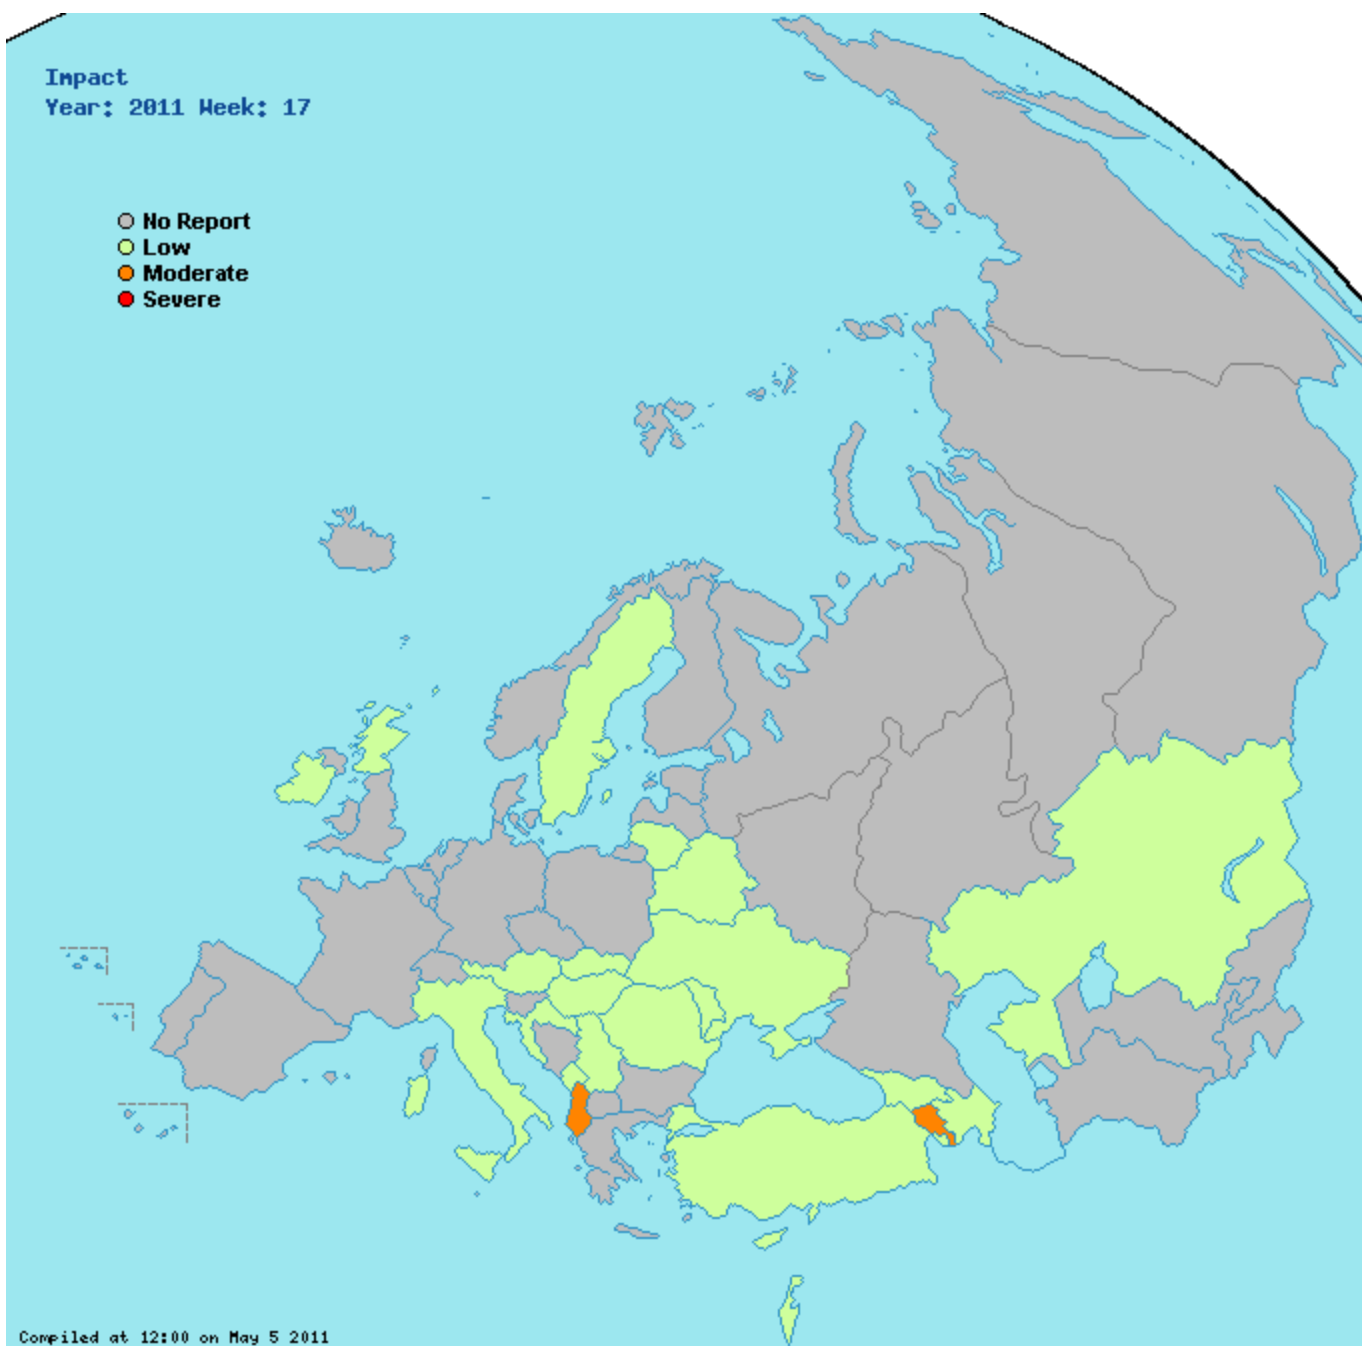 Impact
Year: 2011 Week: 17
No Report
Low
Moderate
Severe
Compiled at 12:00 on May 5 2011